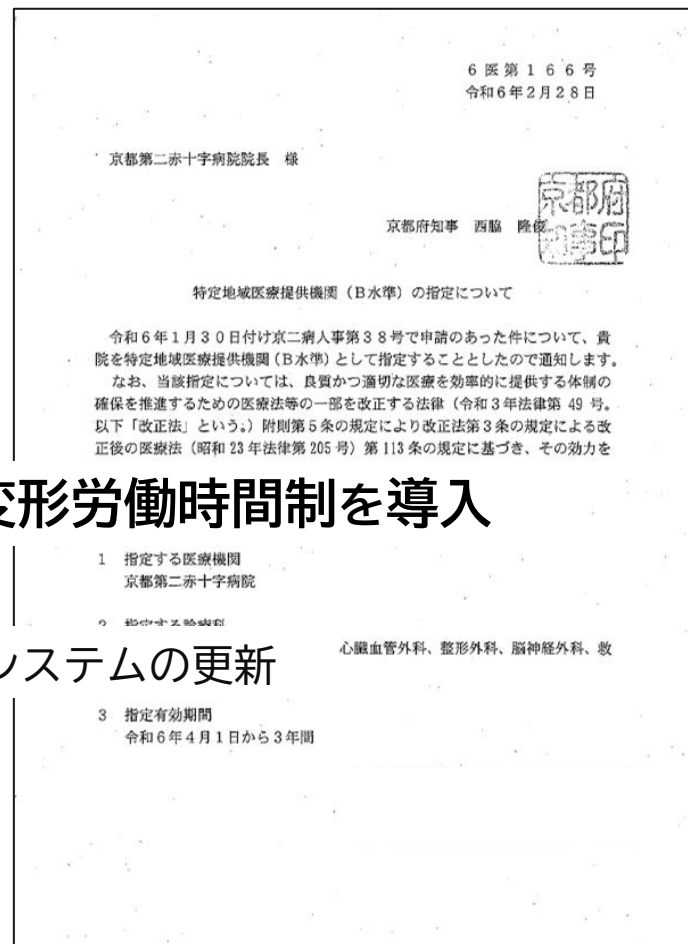 6医第166号
令和6年2月28日
京都第二赤十字病院院長 様
京都府知事 西脇 隆俊
京都府
知事印
特定地域医療提供機関(B水準)の指定について
令和6年1月30日付け京二病人事第38号で申請のあった件について、貴
院を特定地域医療提供機関(B水準)として指定することとしたので通知します。
なお、当該指定については、良質かつ適切な医療を効率的に提供する体制の
確保を推進するための医療法等の一部を改正する法律(令和3年法律第49号。
以下「改正法」という。)附則第5条の規定により改正法第3条の規定による改
正後の医療法(昭和23年法律第205号)第113条の規定に基づき、その効力を
変形労働時間制を導入
1 指定する医療機関
京都第二赤十字病院
2 指定する診療科
心臓血管外科、整形外科、脳神経外科、救
システムの更新
3 指定有効期間
令和6年4月1日から3年間